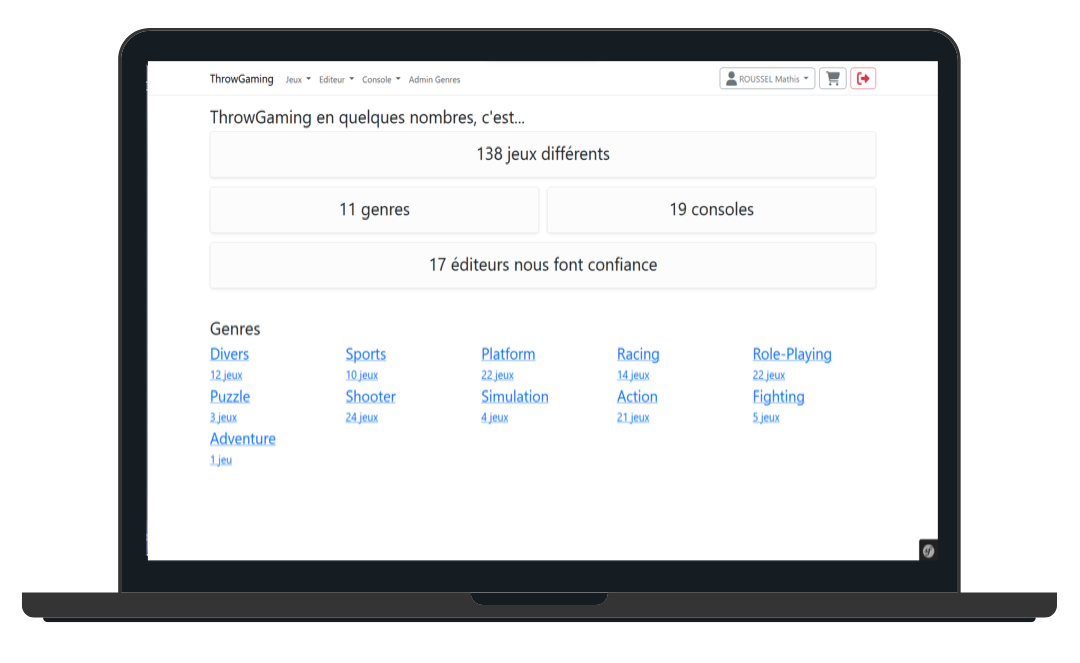 ThrowGaming Jeux Editeur Console Admin Genres ROUSSEL Mathis
ThrowGaming en quelques nombres, c'est...
138 jeux différents
11 genres 19 consoles
17 éditeurs nous font confiance
Genres
Divers Sports Platform Racing Role-Playing
12 jeux 10 jeux 22 jeux 14 jeux 22 jeux
Puzzle Shooter Simulation Action Fighting
3 jeux 24 jeux 4 jeux 21 jeux 5 jeux
Adventure
1 jeu